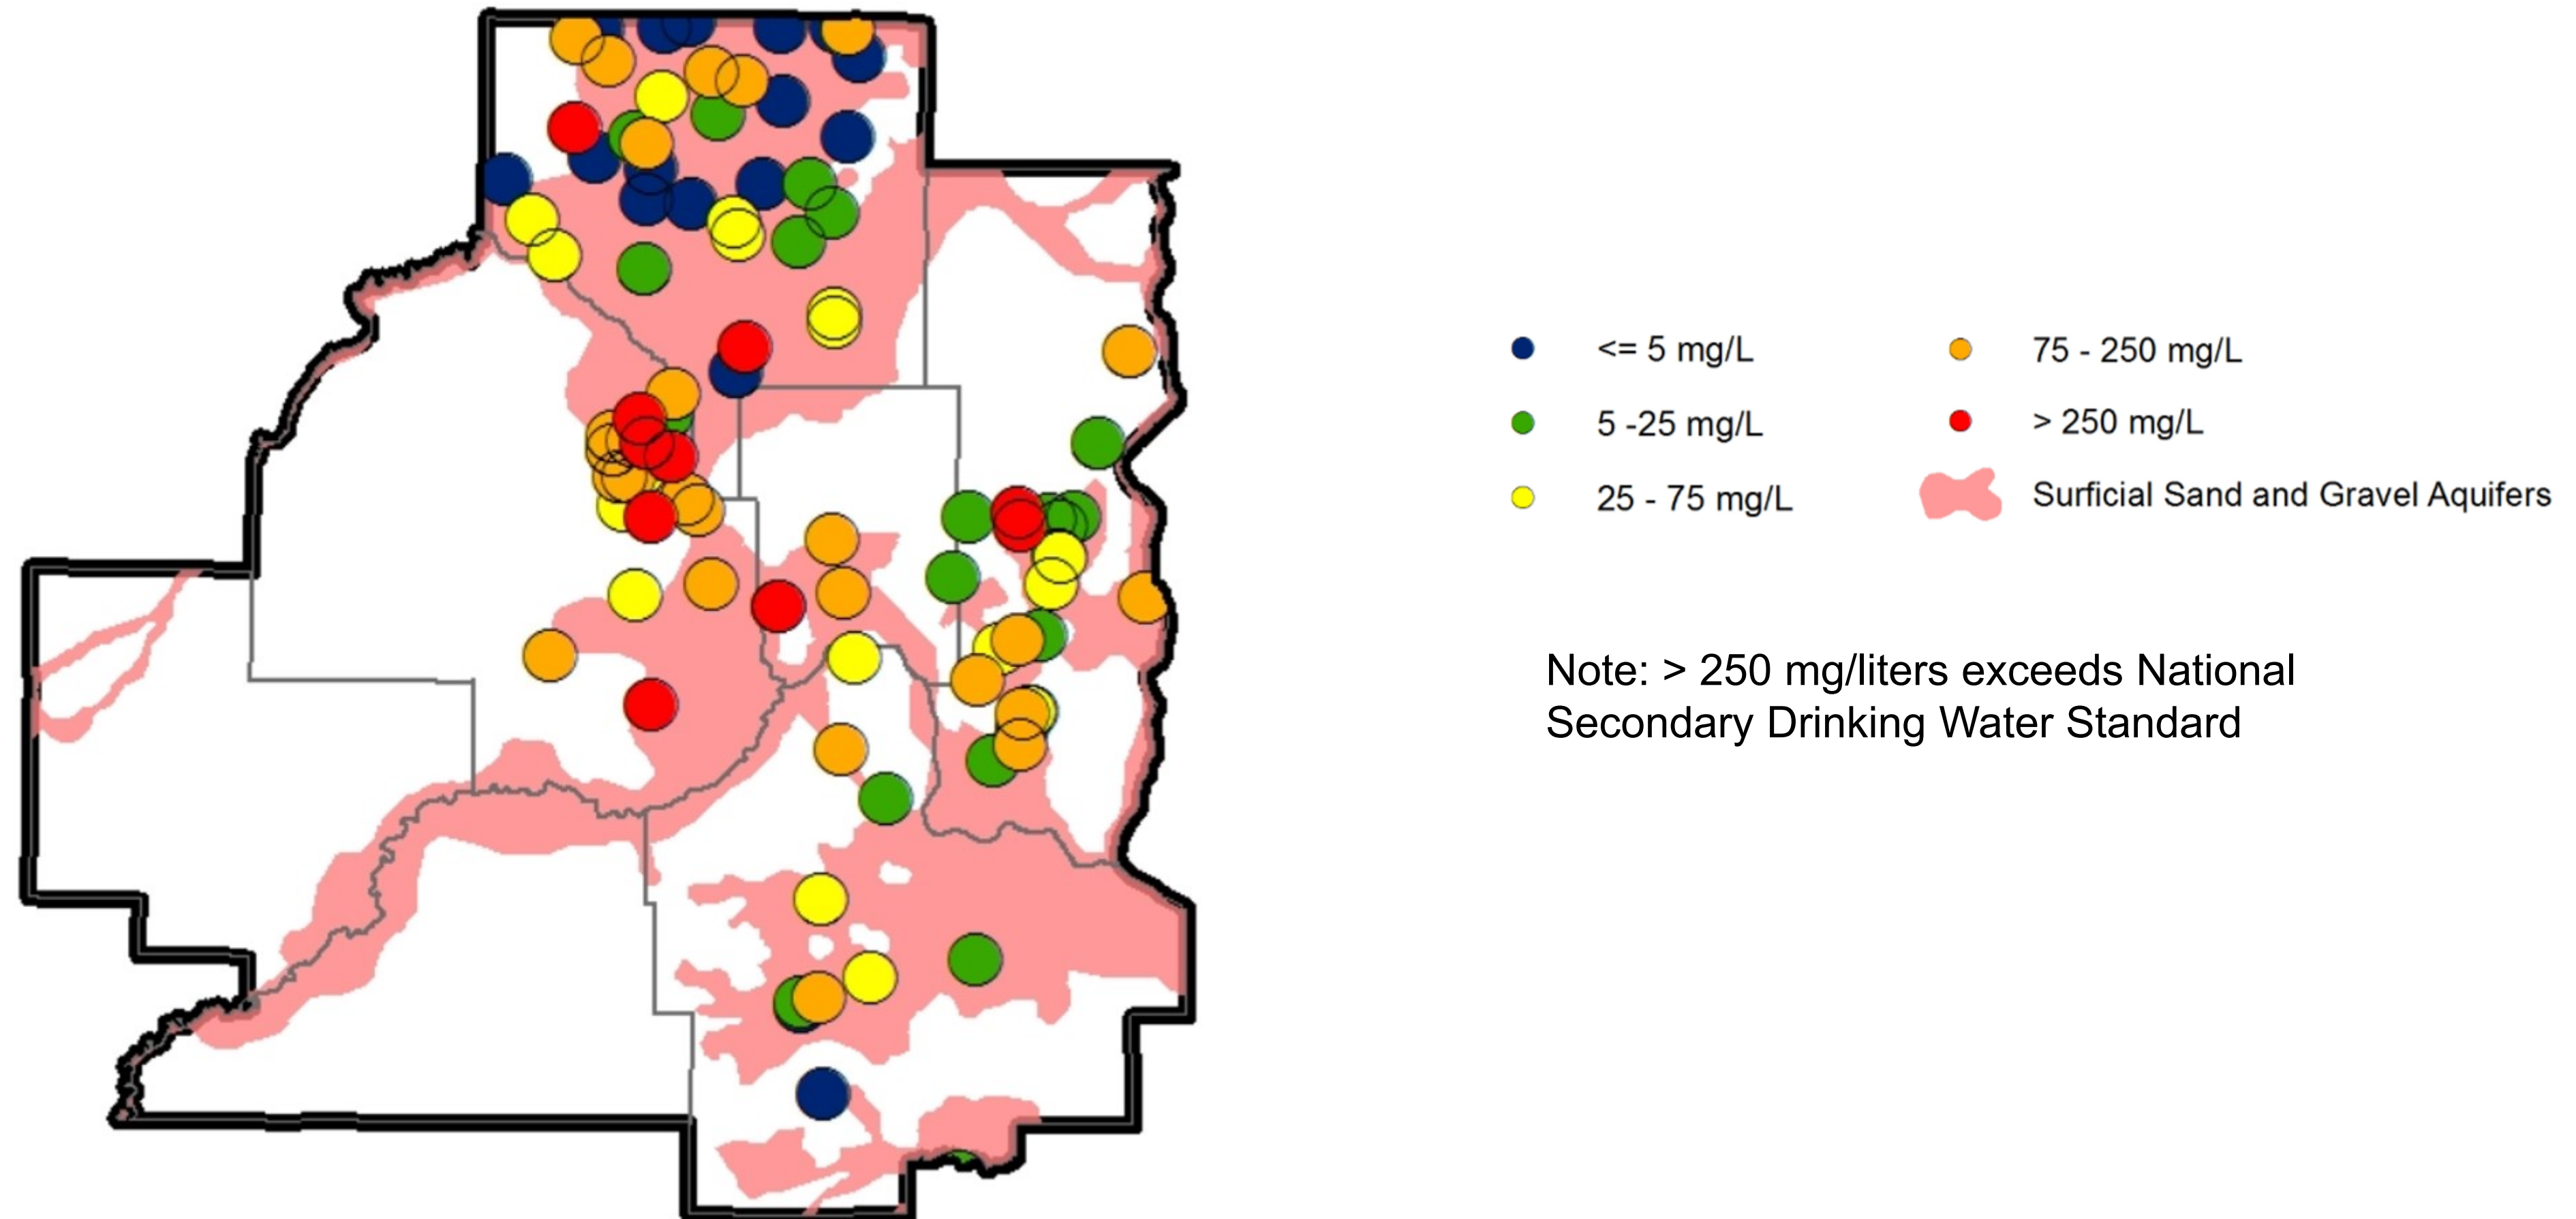 <= 5 mg/L
5 -25 mg/L
25 - 75 mg/L
75 - 250 mg/L
> 250 mg/L
Surficial Sand and Gravel Aquifers
Note: > 250 mg/liters exceeds National
Secondary Drinking Water Standard